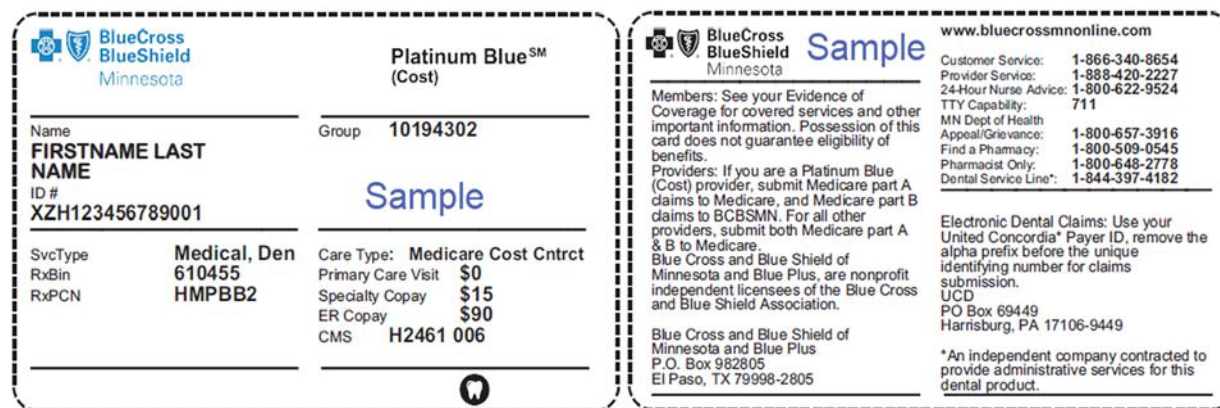 BlueCross
BlueShield
Minnesota
Platinum Blue℠
(Cost)
Name
FIRSTNAME LAST
NAME
ID #
XZH123456789001
Group 10194302
Sample
SvcType Medical, Den
RxBin 610455
RxPCN HMPBB2
Care Type: Medicare Cost Cntrct
Primary Care Visit $0
Specialty Copay $15
ER Copay $90
CMS H2461 006
BlueCross
BlueShield
Minnesota
Sample
Members: See your Evidence of
Coverage for covered services and other
important information. Possession of this
card does not guarantee eligibility of
benefits.
Providers: If you are a Platinum Blue
(Cost) provider, submit Medicare part A
claims to Medicare, and Medicare part B
claims to BCBSMN. For all other
providers, submit both Medicare part A
& B to Medicare.
Blue Cross and Blue Shield of
Minnesota and Blue Plus, are nonprofit
independent licensees of the Blue Cross
and Blue Shield Association.
Blue Cross and Blue Shield of
Minnesota and Blue Plus
P.O. Box 982805
El Paso, TX 79998-2805
www.bluecrossmnonline.com
Customer Service: 1-866-340-8654
Provider Service: 1-888-420-2227
24-Hour Nurse Advice: 1-800-622-9524
TTY Capability: 711
MN Dept of Health
Appeal/Grievance: 1-800-657-3916
Find a Pharmacy: 1-800-509-0545
Pharmacist Only: 1-800-648-2778
Dental Service Line*: 1-844-397-4182
Electronic Dental Claims: Use your
United Concordia* Payer ID, remove the
alpha prefix before the unique
identifying number for claims
submission.
UCD
PO Box 69449
Harrisburg, PA 17106-9449
*An independent company contracted to
provide administrative services for this
dental product.